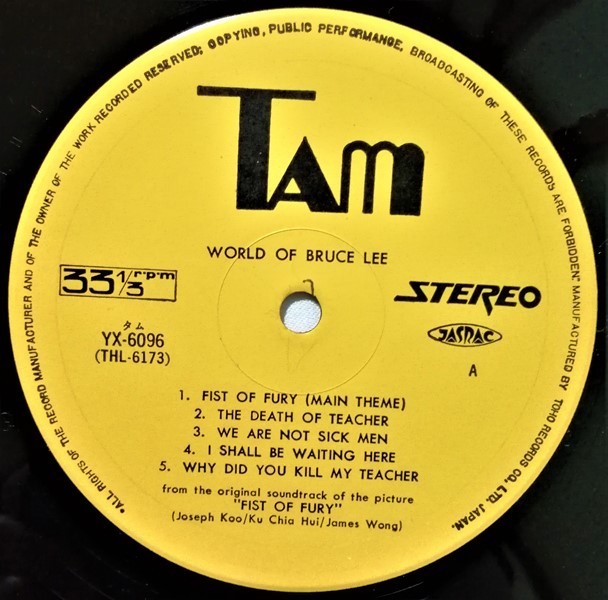 "ALL RIGHTS OF THE RECORD MANUFACTURER AND OF THE OWNER OF THE WORK RECORDED RESERVED; COPYING, PUBLIC PERFORMANCE, BROADCASTING OF THESE RECORDS ARE FORBIDDEN" MANUFACTURED BY TOHO RECORDS CO., LTD. JAPAN.
TAM
WORLD OF BRUCE LEE
33 1/3 r·p·m
STEREO
タム
YX-6096
(THL-6173)
JASRAC
A
1. FIST OF FURY (MAIN THEME)
2. THE DEATH OF TEACHER
3. WE ARE NOT SICK MEN
4. I SHALL BE WAITING HERE
5. WHY DID YOU KILL MY TEACHER
from the original soundtrack of the picture
"FIST OF FURY"
(Joseph Koo/Ku Chia Hui/James Wong)